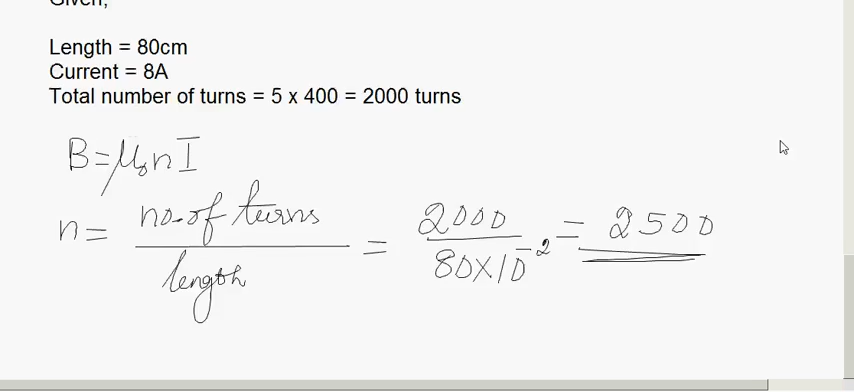 Given,
Length = 80cm
Current = 8A
Total number of turns = 5 x 400 = 2000 turns
B = μ₀nI
n = no. of turns / length = 2000 / 80×10⁻² = 2500